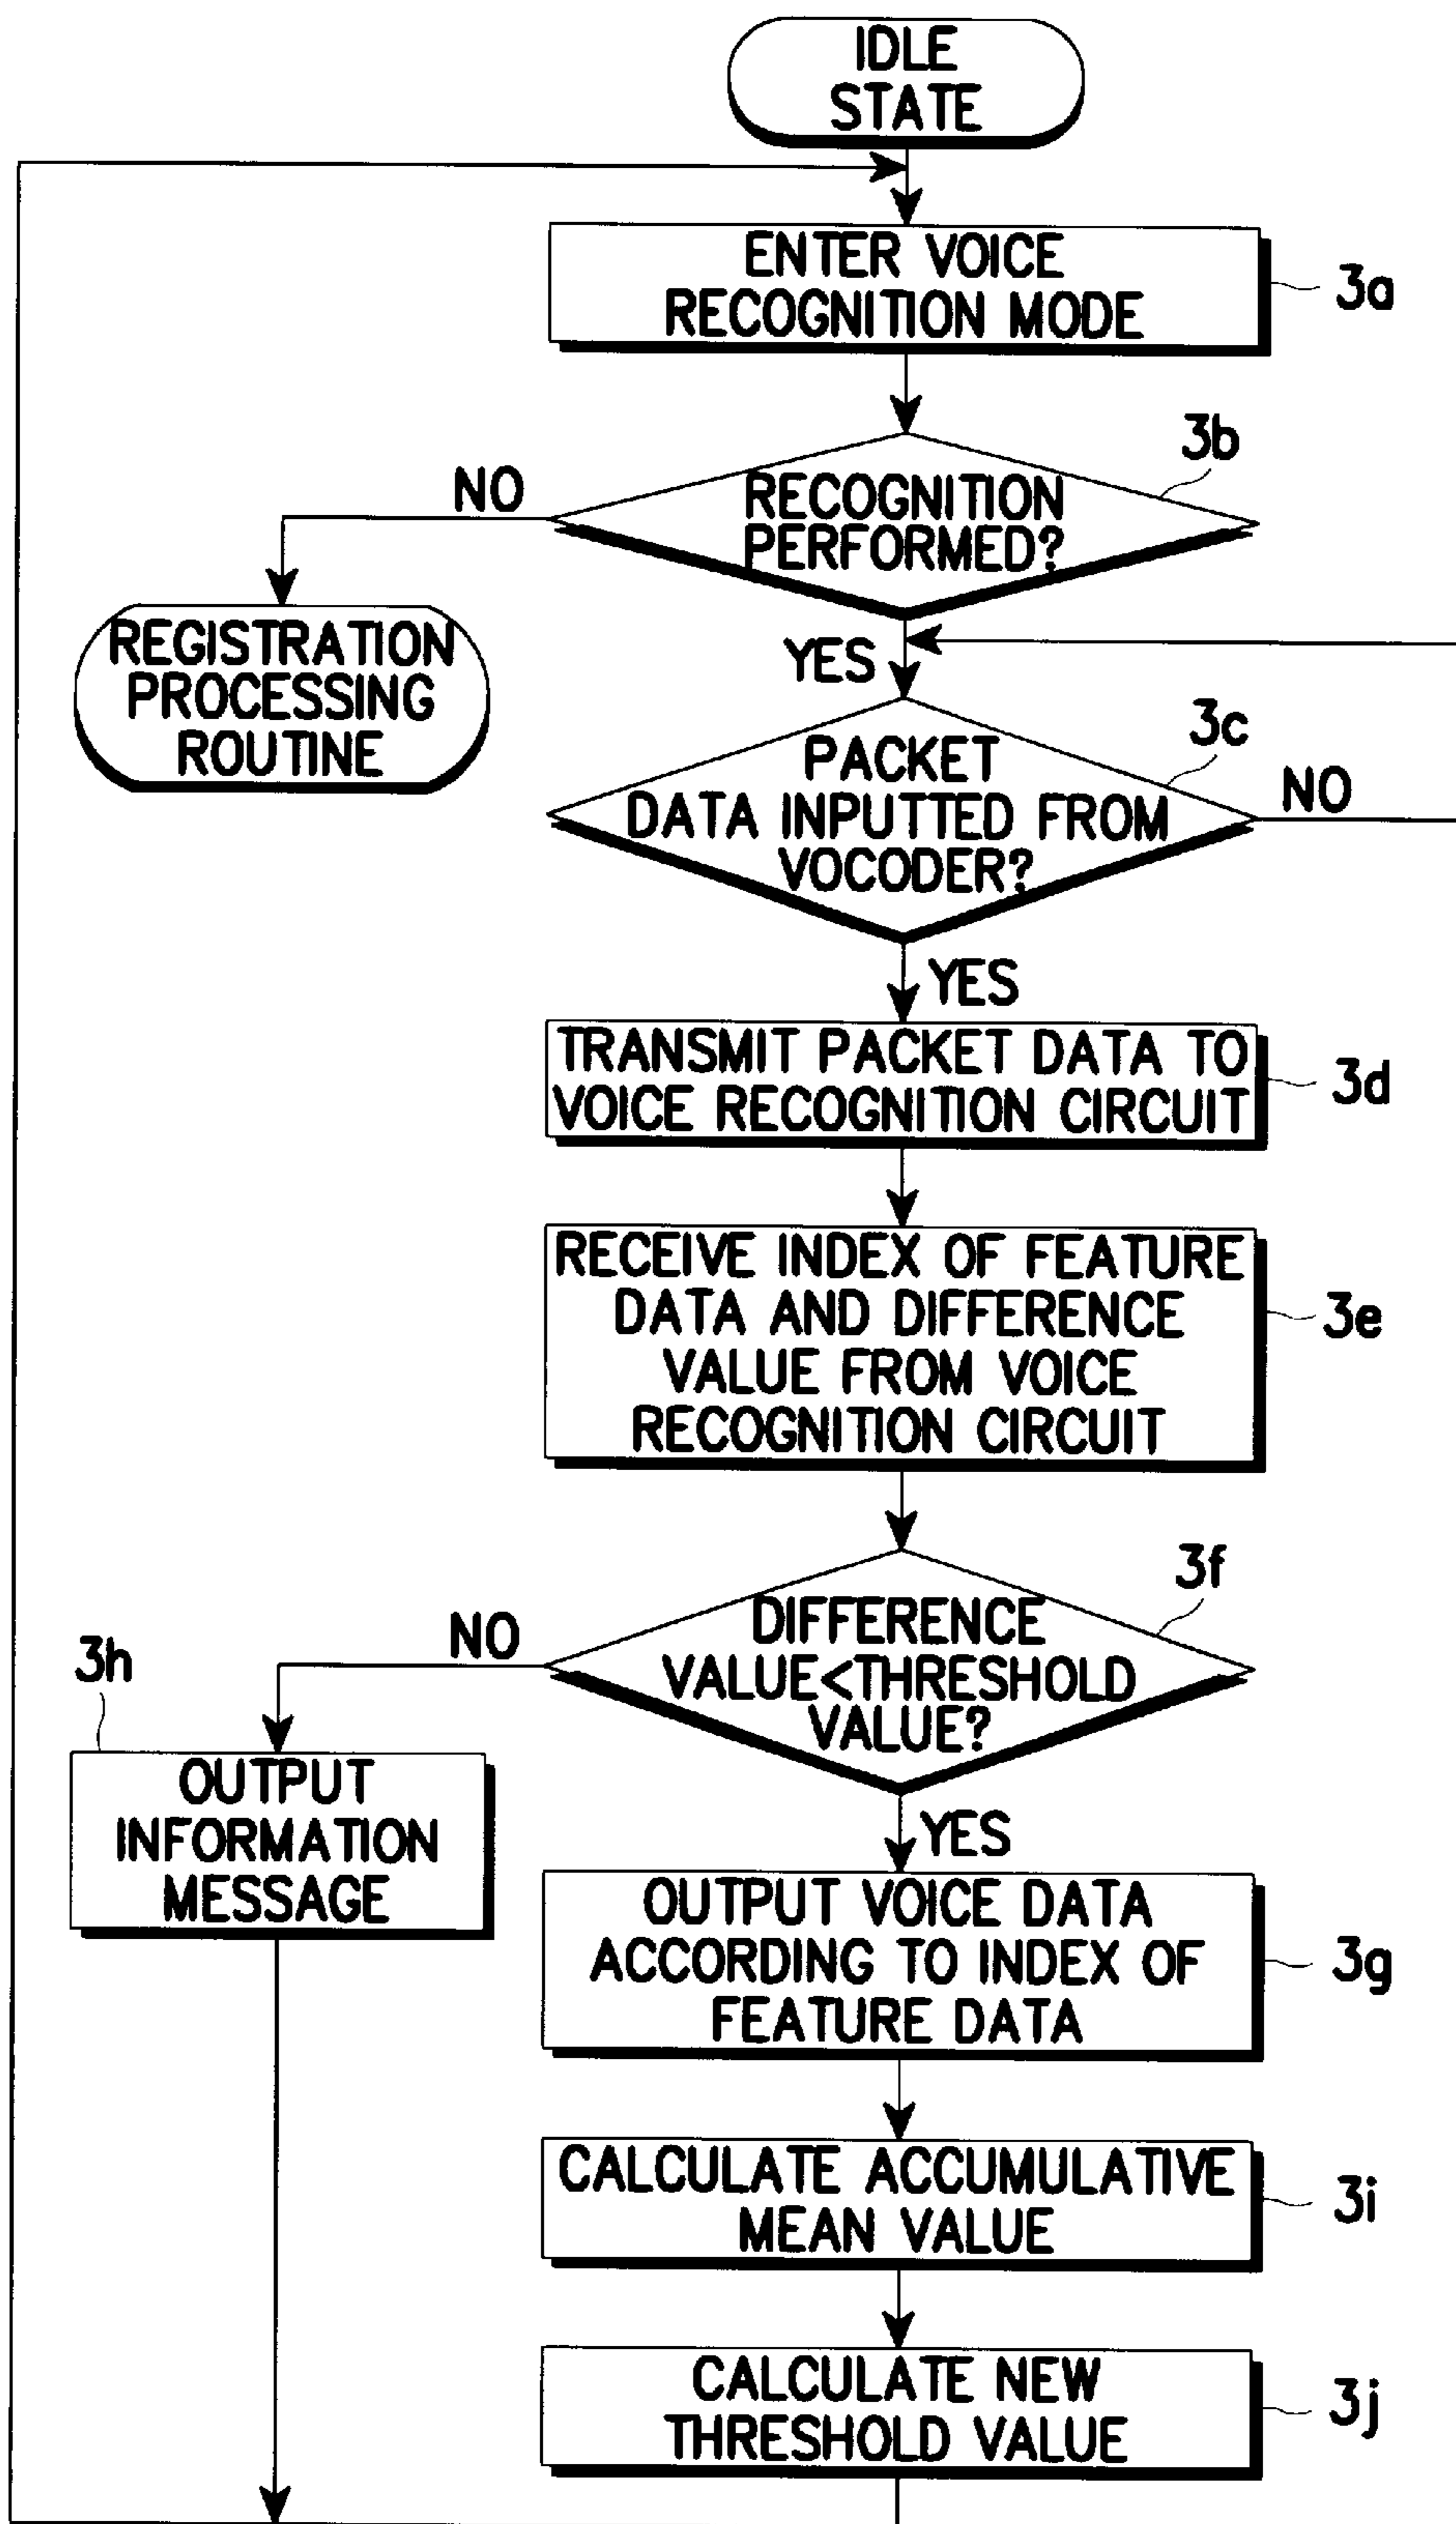 IDLE
STATE
ENTER VOICE
RECOGNITION MODE
3a
3b
NO
RECOGNITION
PERFORMED?
YES
REGISTRATION
PROCESSING
ROUTINE
3c
PACKET
DATA INPUTTED FROM
VOCODER?
NO
YES
TRANSMIT PACKET DATA TO
VOICE RECOGNITION CIRCUIT
3d
RECEIVE INDEX OF FEATURE
DATA AND DIFFERENCE
VALUE FROM VOICE
RECOGNITION CIRCUIT
3e
3f
NO
DIFFERENCE
VALUE<THRESHOLD
VALUE?
3h
OUTPUT
INFORMATION
MESSAGE
YES
OUTPUT VOICE DATA
ACCORDING TO INDEX OF
FEATURE DATA
3g
CALCULATE ACCUMULATIVE
MEAN VALUE
3i
CALCULATE NEW
THRESHOLD VALUE
3j